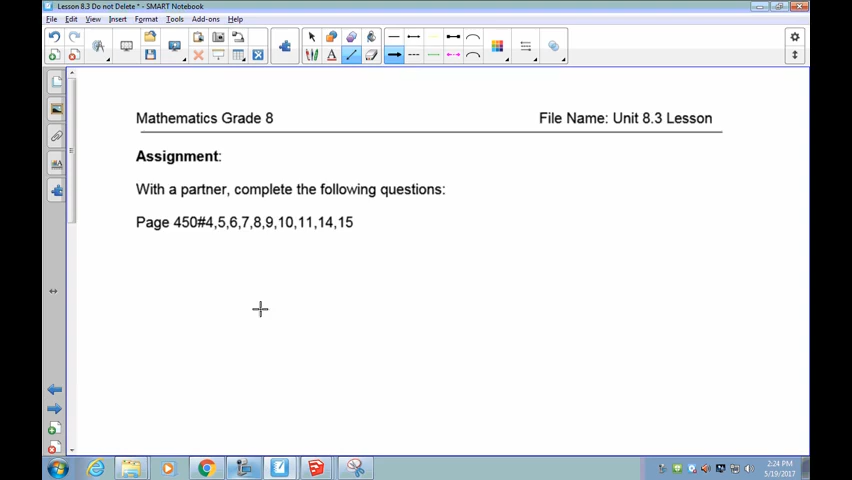 Lesson 8.3 Do not Delete * - SMART Notebook
File Edit View Insert Format Tools Add-ons Help
Mathematics Grade 8 File Name: Unit 8.3 Lesson
Assignment:
With a partner, complete the following questions:
Page 450#4,5,6,7,8,9,10,11,14,15
2:24 PM
5/19/2017